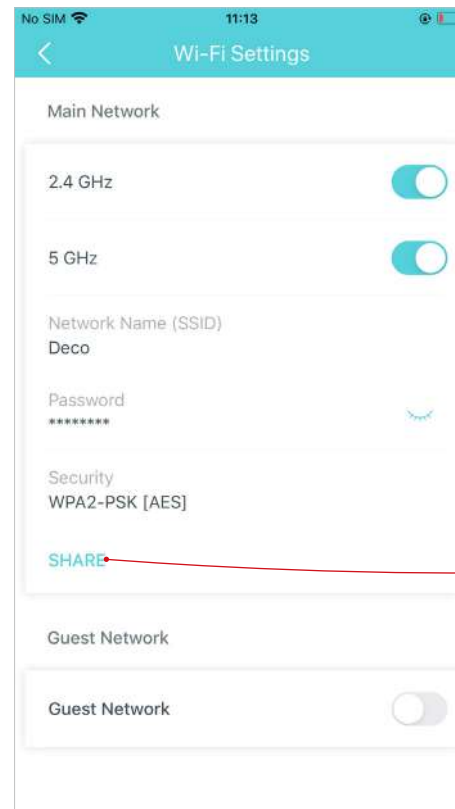 No SIM 11:13
Wi-Fi Settings
Main Network
2.4 GHz
5 GHz
Network Name (SSID)
Deco
Password
********
Security
WPA2-PSK [AES]
SHARE
Guest Network
Guest Network